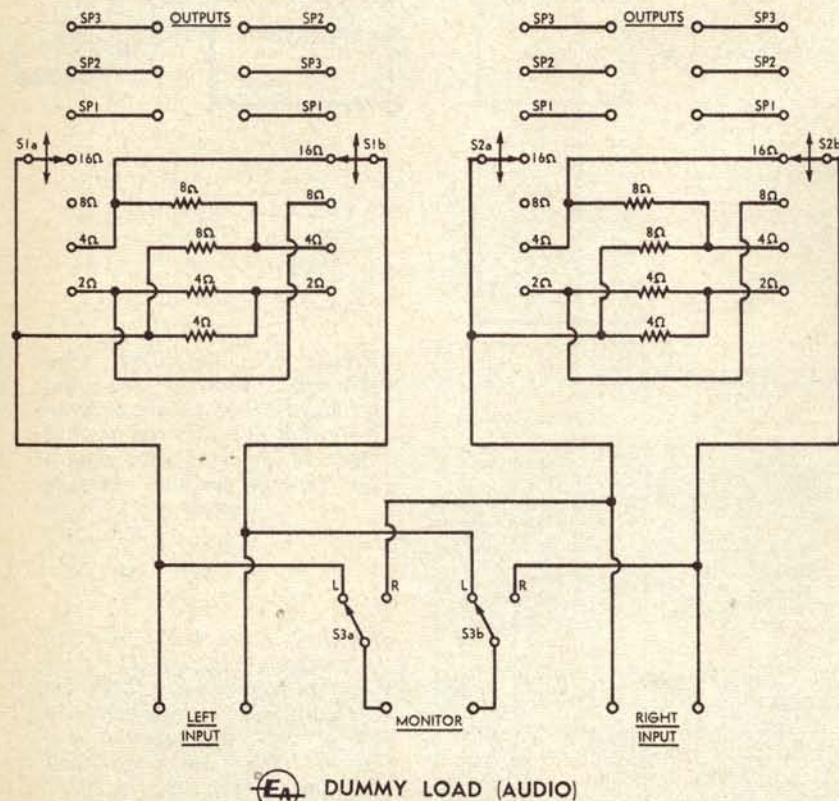 SP3 OUTPUTS SP2 SP3 OUTPUTS SP3
SP2 SP3 SP2 SP2
SP1 SP1 SP1 SP1
S1a 16Ω 16Ω S1b S2a 16Ω 16Ω S2b
8Ω 8Ω 8Ω 8Ω 8Ω 8Ω
4Ω 8Ω 4Ω 4Ω 8Ω 4Ω
2Ω 4Ω 2Ω 2Ω 4Ω 2Ω
4Ω 4Ω
L R L R
S3a S3b
LEFT INPUT MONITOR RIGHT INPUT
EA DUMMY LOAD (AUDIO)